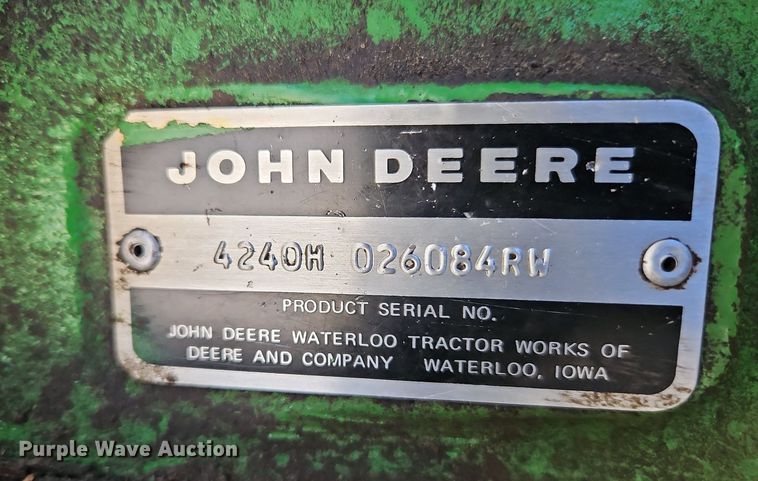 JOHN DEERE
4240H 026084RW
PRODUCT SERIAL NO.
JOHN DEERE WATERLOO TRACTOR WORKS OF
DEERE AND COMPANY WATERLOO, IOWA
Purple Wave Auction